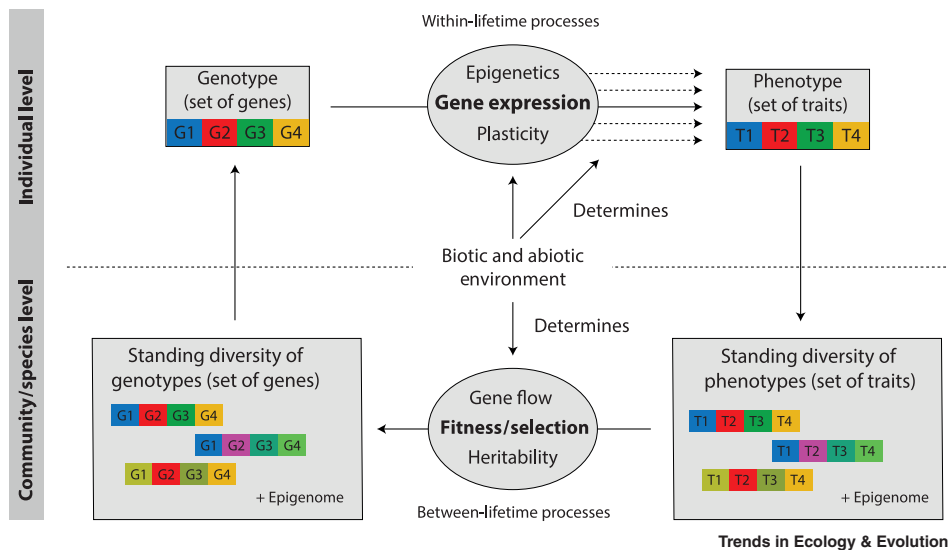 Individual level
Community/species level
Within-lifetime processes
Genotype
(set of genes)
G1 G2 G3 G4
Epigenetics
Gene expression
Plasticity
Phenotype
(set of traits)
T1 T2 T3 T4
Determines
Biotic and abiotic
environment
Determines
Standing diversity of
genotypes (set of genes)
G1 G2 G3 G4
G1 G2 G3 G4
G1 G2 G3 G4
+ Epigenome
Gene flow
Fitness/selection
Heritability
Between-lifetime processes
Standing diversity of
phenotypes (set of traits)
T1 T2 T3 T4
T1 T2 T3 T4
T1 T2 T3 T4
+ Epigenome
Trends in Ecology & Evolution